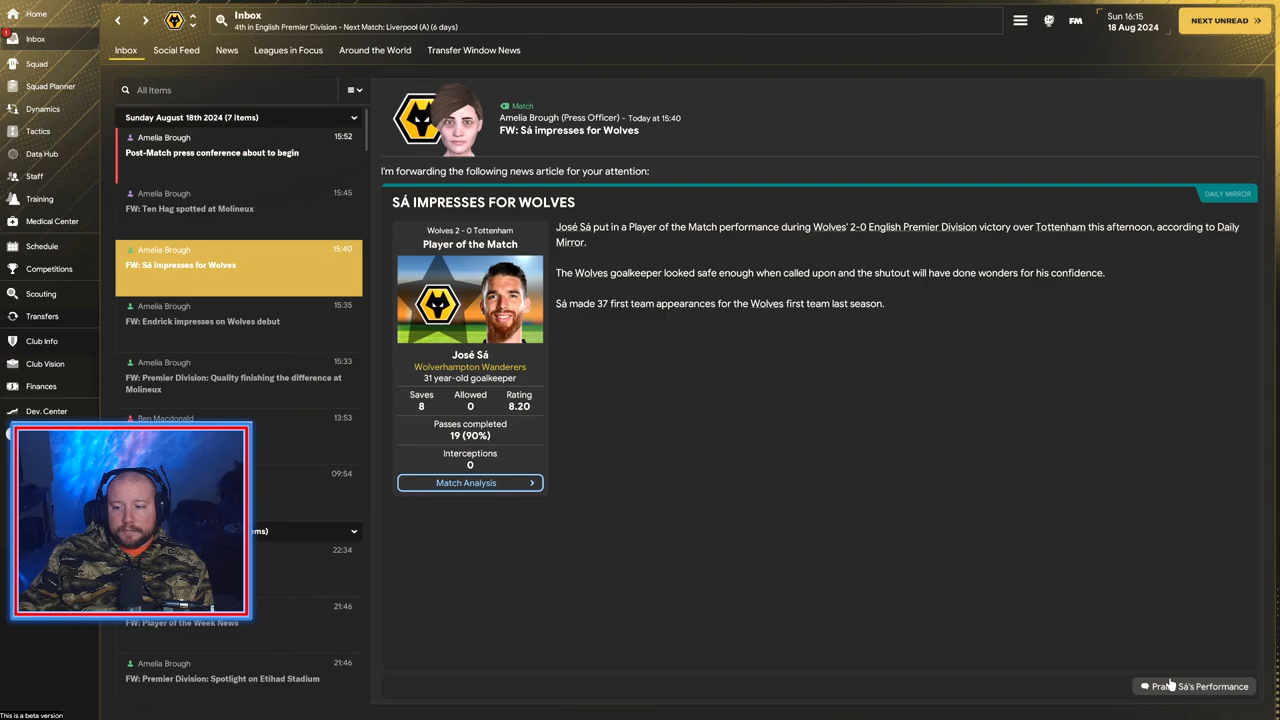 Home
Inbox
1
Squad
Squad Planner
Dynamics
Tactics
Data Hub
Staff
Training
Medical Center
Schedule
Competitions
Scouting
Transfers
Club Info
Club Vision
Finances
Dev. Center
Inbox
4th in English Premier Division - Next Match: Liverpool (A) (6 days)
FM
Sun 16:15
18 Aug 2024
NEXT UNREAD
Inbox
Social Feed
News
Leagues in Focus
Around the World
Transfer Window News
All Items
Sunday August 18th 2024 (7 items)
Amelia Brough
15:52
Post-Match press conference about to begin
Amelia Brough
15:45
FW: Ten Hag spotted at Molineux
Amelia Brough
15:40
FW: Sá impresses for Wolves
Amelia Brough
15:35
FW: Endrick impresses on Wolves debut
Amelia Brough
15:33
FW: Premier Division: Quality finishing the difference at
Molineux
Ben Macdonald
13:53
09:54
ems)
22:34
21:46
FW: Player of the Week News
Amelia Brough
21:46
FW: Premier Division: Spotlight on Etihad Stadium
Match
Amelia Brough (Press Officer) - Today at 15:40
FW: Sá impresses for Wolves
I'm forwarding the following news article for your attention:
DAILY MIRROR
SÁ IMPRESSES FOR WOLVES
Wolves 2 - 0 Tottenham
Player of the Match
José Sá
Wolverhampton Wanderers
31 year-old goalkeeper
Saves
Allowed
Rating
8
0
8.20
Passes completed
19 (90%)
Interceptions
0
Match Analysis
José Sá put in a Player of the Match performance during Wolves' 2-0 English Premier Division victory over Tottenham this afternoon, according to Daily
Mirror.
The Wolves goalkeeper looked safe enough when called upon and the shutout will have done wonders for his confidence.
Sá made 37 first team appearances for the Wolves first team last season.
Sá's Performance
This is a beta version